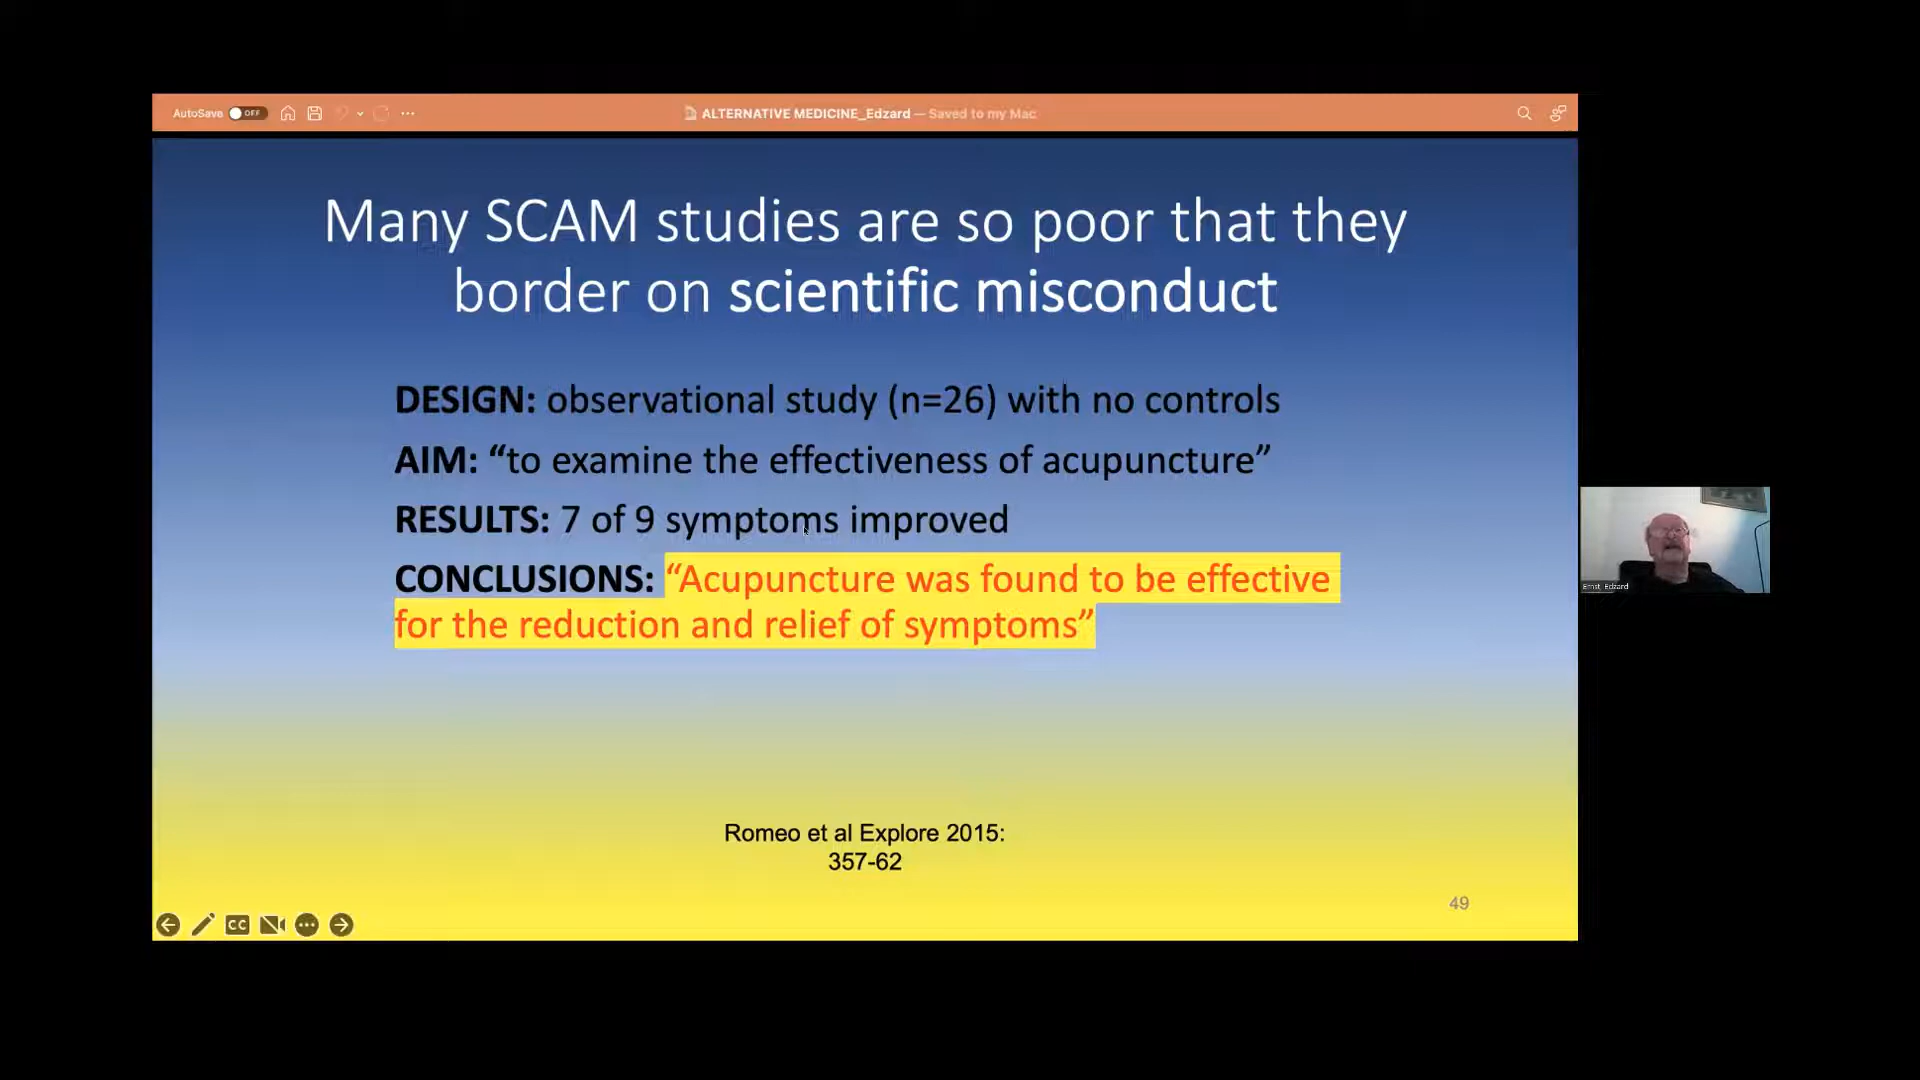 AutoSave OFF
ALTERNATIVE MEDICINE_Edzard — Saved to my Mac
Many SCAM studies are so poor that they
border on scientific misconduct
DESIGN: observational study (n=26) with no controls
AIM: “to examine the effectiveness of acupuncture”
RESULTS: 7 of 9 symptoms improved
CONCLUSIONS: “Acupuncture was found to be effective
for the reduction and relief of symptoms”
Ernst, Edzard
Romeo et al Explore 2015:
357-62
49
CC